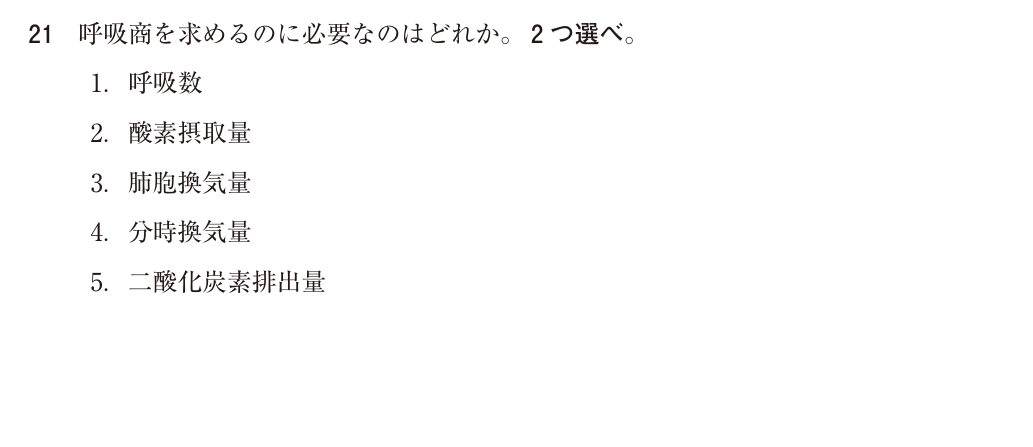 21 呼吸商を求めるのに必要なのはどれか。2つ選べ。
1. 呼吸数
2. 酸素摂取量
3. 肺胞換気量
4. 分時換気量
5. 二酸化炭素排出量